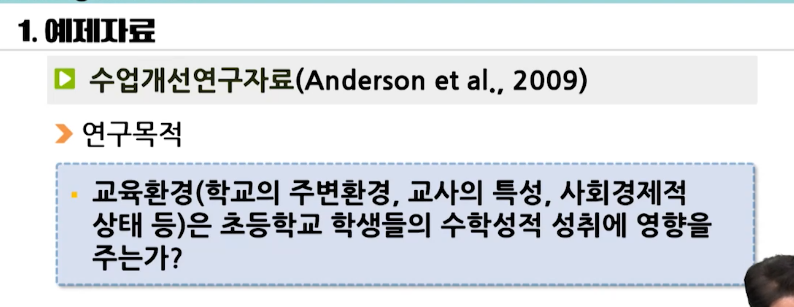 1. 예제자료
수업개선연구자료(Anderson et al., 2009)
연구목적
교육환경(학교의 주변환경, 교사의 특성, 사회경제적
상태 등)은 초등학교 학생들의 수학성적 성취에 영향을
주는가?